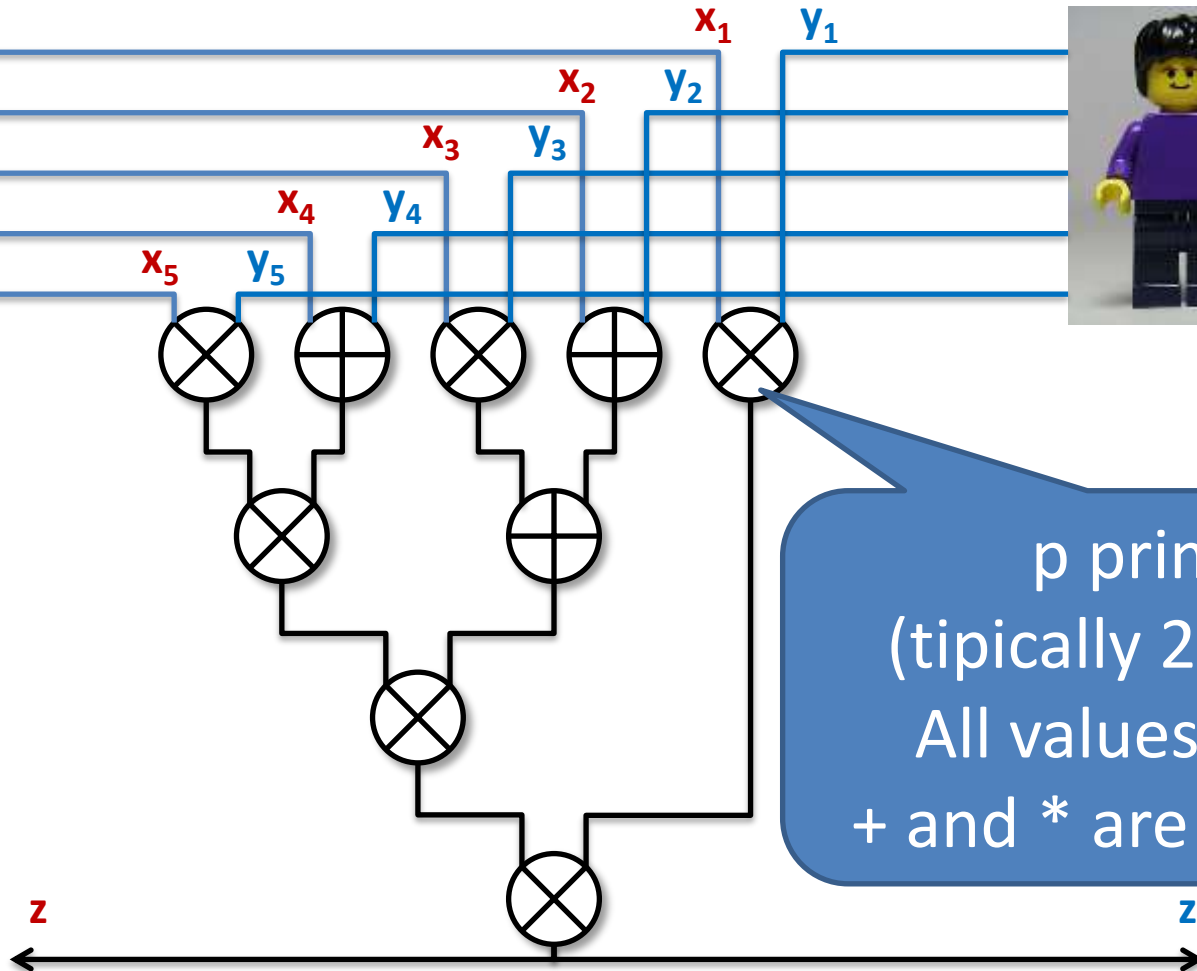 x1 y1
x2 y2
x3 y3
x4 y4
x5 y5
p prin
(tipically 2
All values
+ and * are
z z